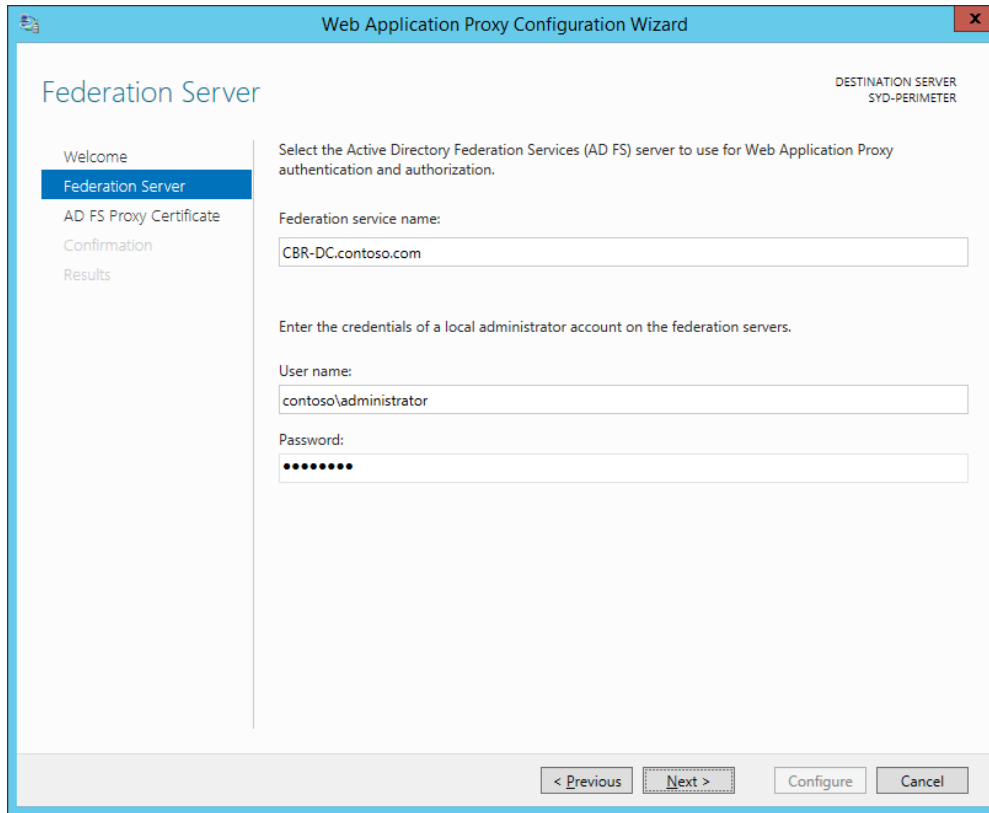 Web Application Proxy Configuration Wizard
x
Federation Server
DESTINATION SERVER
SYD-PERIMETER
Welcome
Federation Server
AD FS Proxy Certificate
Confirmation
Results
Select the Active Directory Federation Services (AD FS) server to use for Web Application Proxy
authentication and authorization.
Federation service name:
CBR-DC.contoso.com
Enter the credentials of a local administrator account on the federation servers.
User name:
contoso\administrator
Password:
••••••••
< Previous
Next >
Configure
Cancel